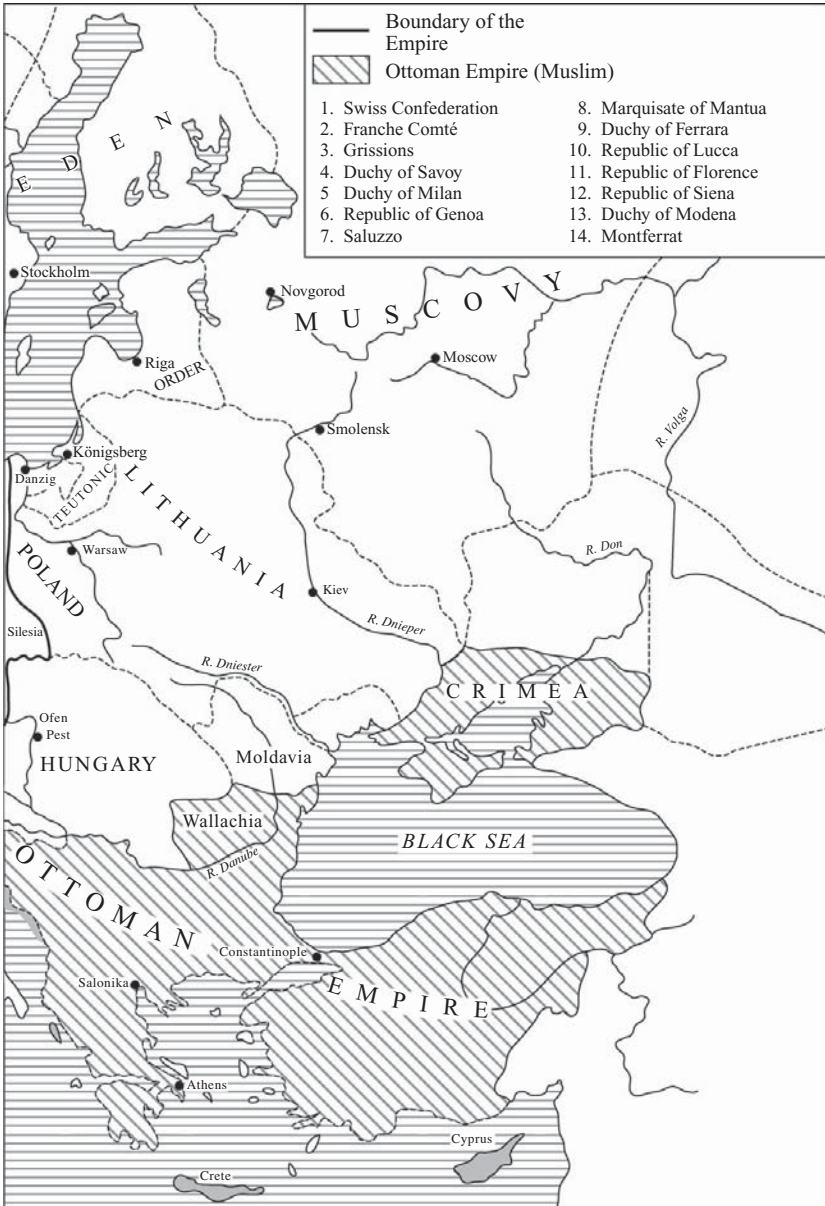 Boundary of the
Empire
Ottoman Empire (Muslim)
1. Swiss Confederation
2. Franche Comté
3. Grissions
4. Duchy of Savoy
5 Duchy of Milan
6. Republic of Genoa
7. Saluzzo
8. Marquisate of Mantua
9. Duchy of Ferrara
10. Republic of Lucca
11. Republic of Florence
12. Republic of Siena
13. Duchy of Modena
14. Montferrat
EDEN
Stockholm
Novgorod
MUSCOVY
Moscow
Riga
ORDER
Smolensk
R. Volga
Königsberg
Danzig
TEUTONIC
LITHUANIA
Warsaw
R. Don
POLAND
Kiev
R. Dnieper
Silesia
R. Dniester
CRIMEA
Ofen
Pest
HUNGARY
Moldavia
Wallachia
BLACK SEA
R. Danube
OTTOMAN
Constantinople
EMPIRE
Salonika
Athens
Cyprus
Crete